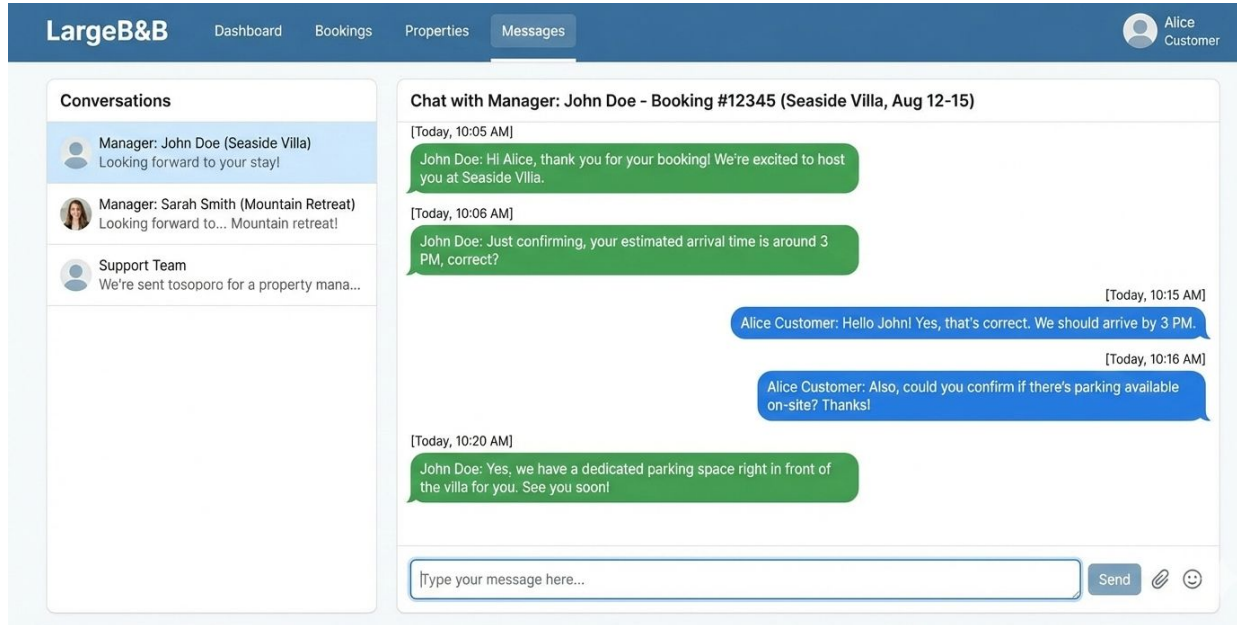 LargeB&B
Dashboard
Bookings
Properties
Messages
Alice
Customer
Conversations
Manager: John Doe (Seaside Villa)
Looking forward to your stay!
Manager: Sarah Smith (Mountain Retreat)
Looking forward to... Mountain retreat!
Support Team
We're sent tosoporo for a property mana...
Chat with Manager: John Doe - Booking #12345 (Seaside Villa, Aug 12-15)
[Today, 10:05 AM]
John Doe: Hi Alice, thank you for your booking! We're excited to host
you at Seaside VIlia.
[Today, 10:06 AM]
John Doe: Just confirming, your estimated arrival time is around 3
PM, correct?
[Today, 10:15 AM]
Alice Customer: Hello John! Yes, that's correct. We should arrive by 3 PM.
[Today, 10:16 AM]
Alice Customer: Also, could you confirm if there's parking available
on-site? Thanks!
[Today, 10:20 AM]
John Doe: Yes, we have a dedicated parking space right in front of
the villa for you. See you soon!
Type your message here...
Send